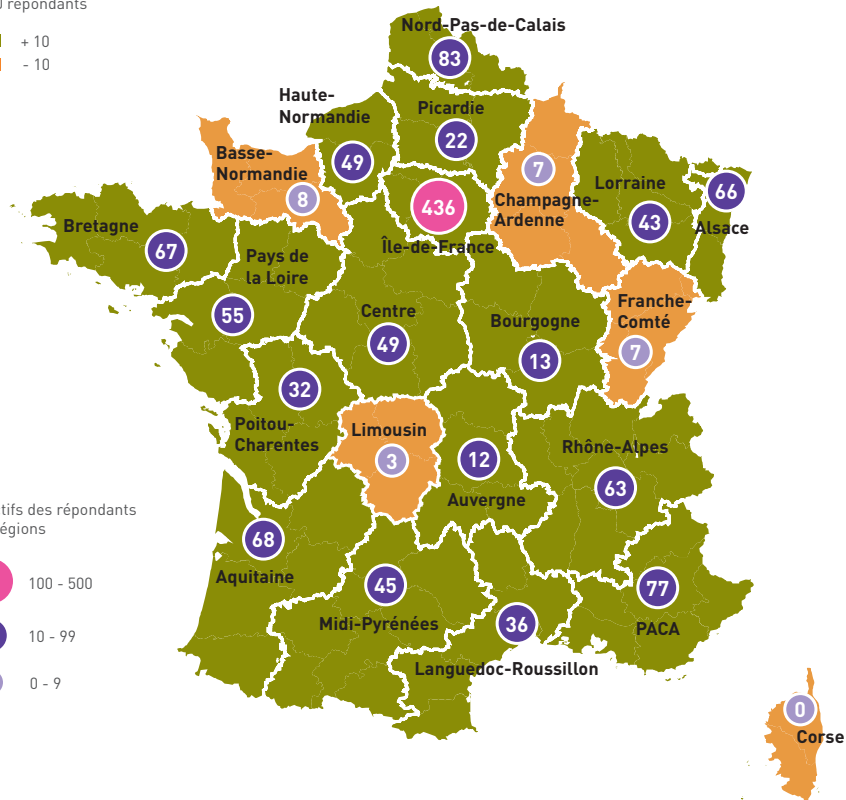 répondants
+ 10
- 10
Nord-Pas-de-Calais
83
Haute-
Normandie
49
Picardie
22
Basse-
Normandie
8
7
Champagne-
Ardenne
Lorraine
43
66
Alsace
436
Île-de-France
Bretagne
67
Pays de
la Loire
55
Centre
49
Bourgogne
13
Franche-
Comté
7
32
Poitou-
Charentes
Limousin
3
12
Auvergne
Rhône-Alpes
63
68
Aquitaine
45
Midi-Pyrénées
36
Languedoc-Roussillon
77
PACA
0
Corse
des répondants
100 - 500
10 - 99
0 - 9